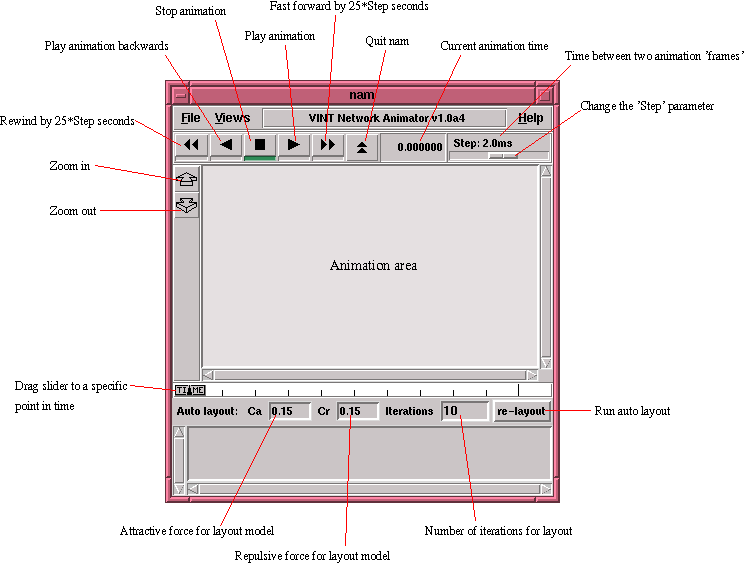 Fast forward by 25*Step seconds
Stop animation
Play animation
Quit nam
Play animation backwards
Current animation time
Time between two animation 'frames'
Change the 'Step' parameter
nam
File Views VINT Network Animator v1.0a4 Help
Rewind by 25*Step seconds
0.000000
Step: 2.0ms
Zoom in
Zoom out
Animation area
TIME
Drag slider to a specific
point in time
Auto layout: Ca 0.15 Cr 0.15 Iterations 10 re-layout
Run auto layout
Attractive force for layout model
Number of iterations for layout
Repulsive force for layout model